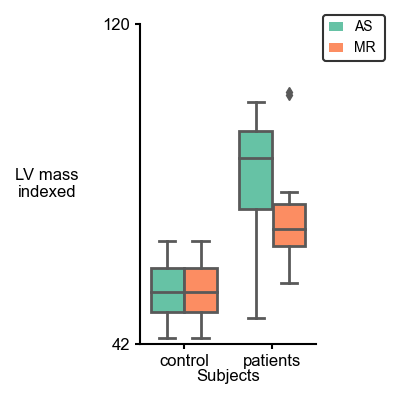 120
AS
MR
LV mass
indexed
42
control
patients
Subjects